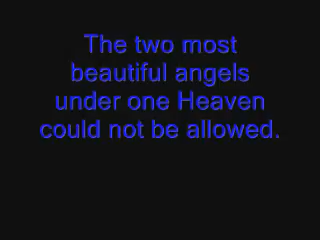 The two most
beautiful angels
under one Heaven
could not be allowed.